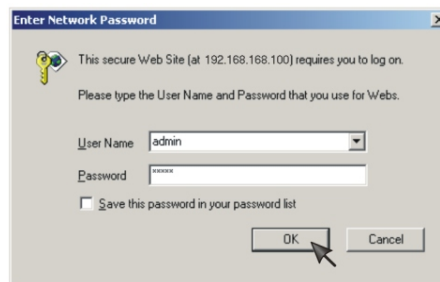 Enter Network Password
This secure Web Site (at 192.168.168.100) requires you to log on.
Please type the User Name and Password that you use for Webs.
User Name admin
Password xxxxx
Save this password in your password list
OK Cancel